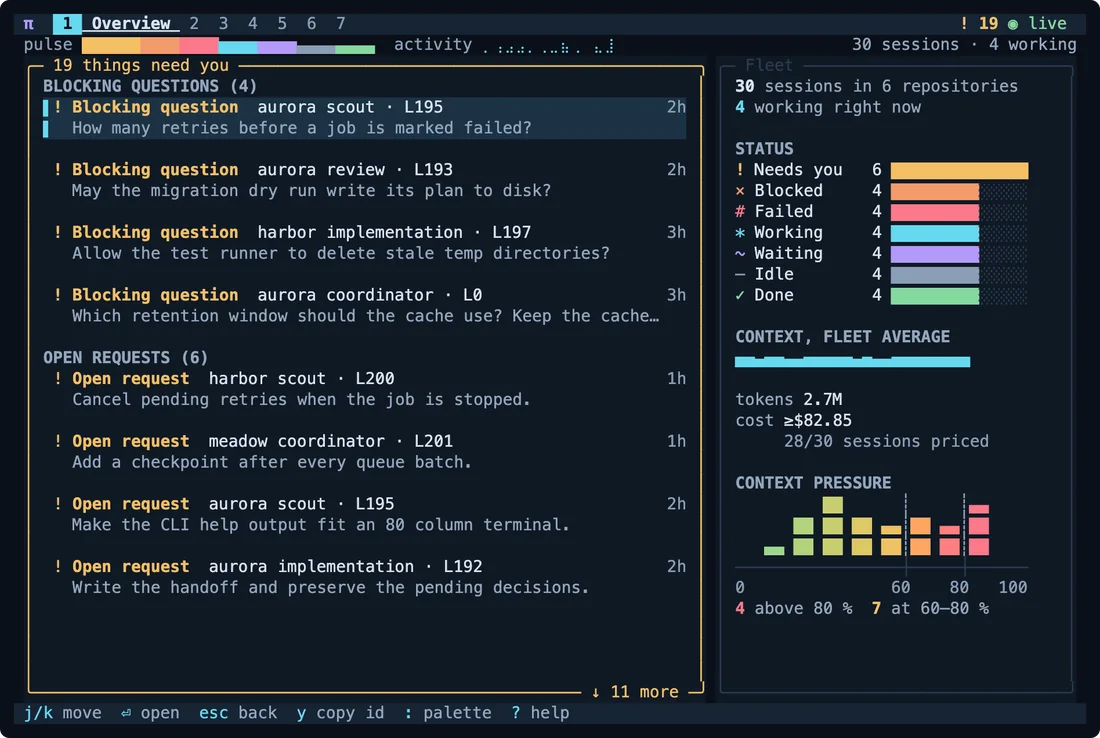 π 1 Overview 2 3 4 5 6 7 ! 19 ◉ live
pulse activity 30 sessions · 4 working
19 things need you
BLOCKING QUESTIONS (4)
! Blocking question aurora scout · L195 2h
How many retries before a job is marked failed?
! Blocking question aurora review · L193 2h
May the migration dry run write its plan to disk?
! Blocking question harbor implementation · L197 3h
Allow the test runner to delete stale temp directories?
! Blocking question aurora coordinator · L0 3h
Which retention window should the cache use? Keep the cache…
OPEN REQUESTS (6)
! Open request harbor scout · L200 1h
Cancel pending retries when the job is stopped.
! Open request meadow coordinator · L201 1h
Add a checkpoint after every queue batch.
! Open request aurora scout · L195 2h
Make the CLI help output fit an 80 column terminal.
! Open request aurora implementation · L192 2h
Write the handoff and preserve the pending decisions.
↓ 11 more
Fleet
30 sessions in 6 repositories
4 working right now
STATUS
! Needs you 6
× Blocked 4
# Failed 4
* Working 4
~ Waiting 4
– Idle 4
✓ Done 4
CONTEXT, FLEET AVERAGE
tokens 2.7M
cost ≥$82.85
28/30 sessions priced
CONTEXT PRESSURE
0 60 80 100
4 above 80 % 7 at 60–80 %
j/k move ⏎ open esc back y copy id : palette ? help